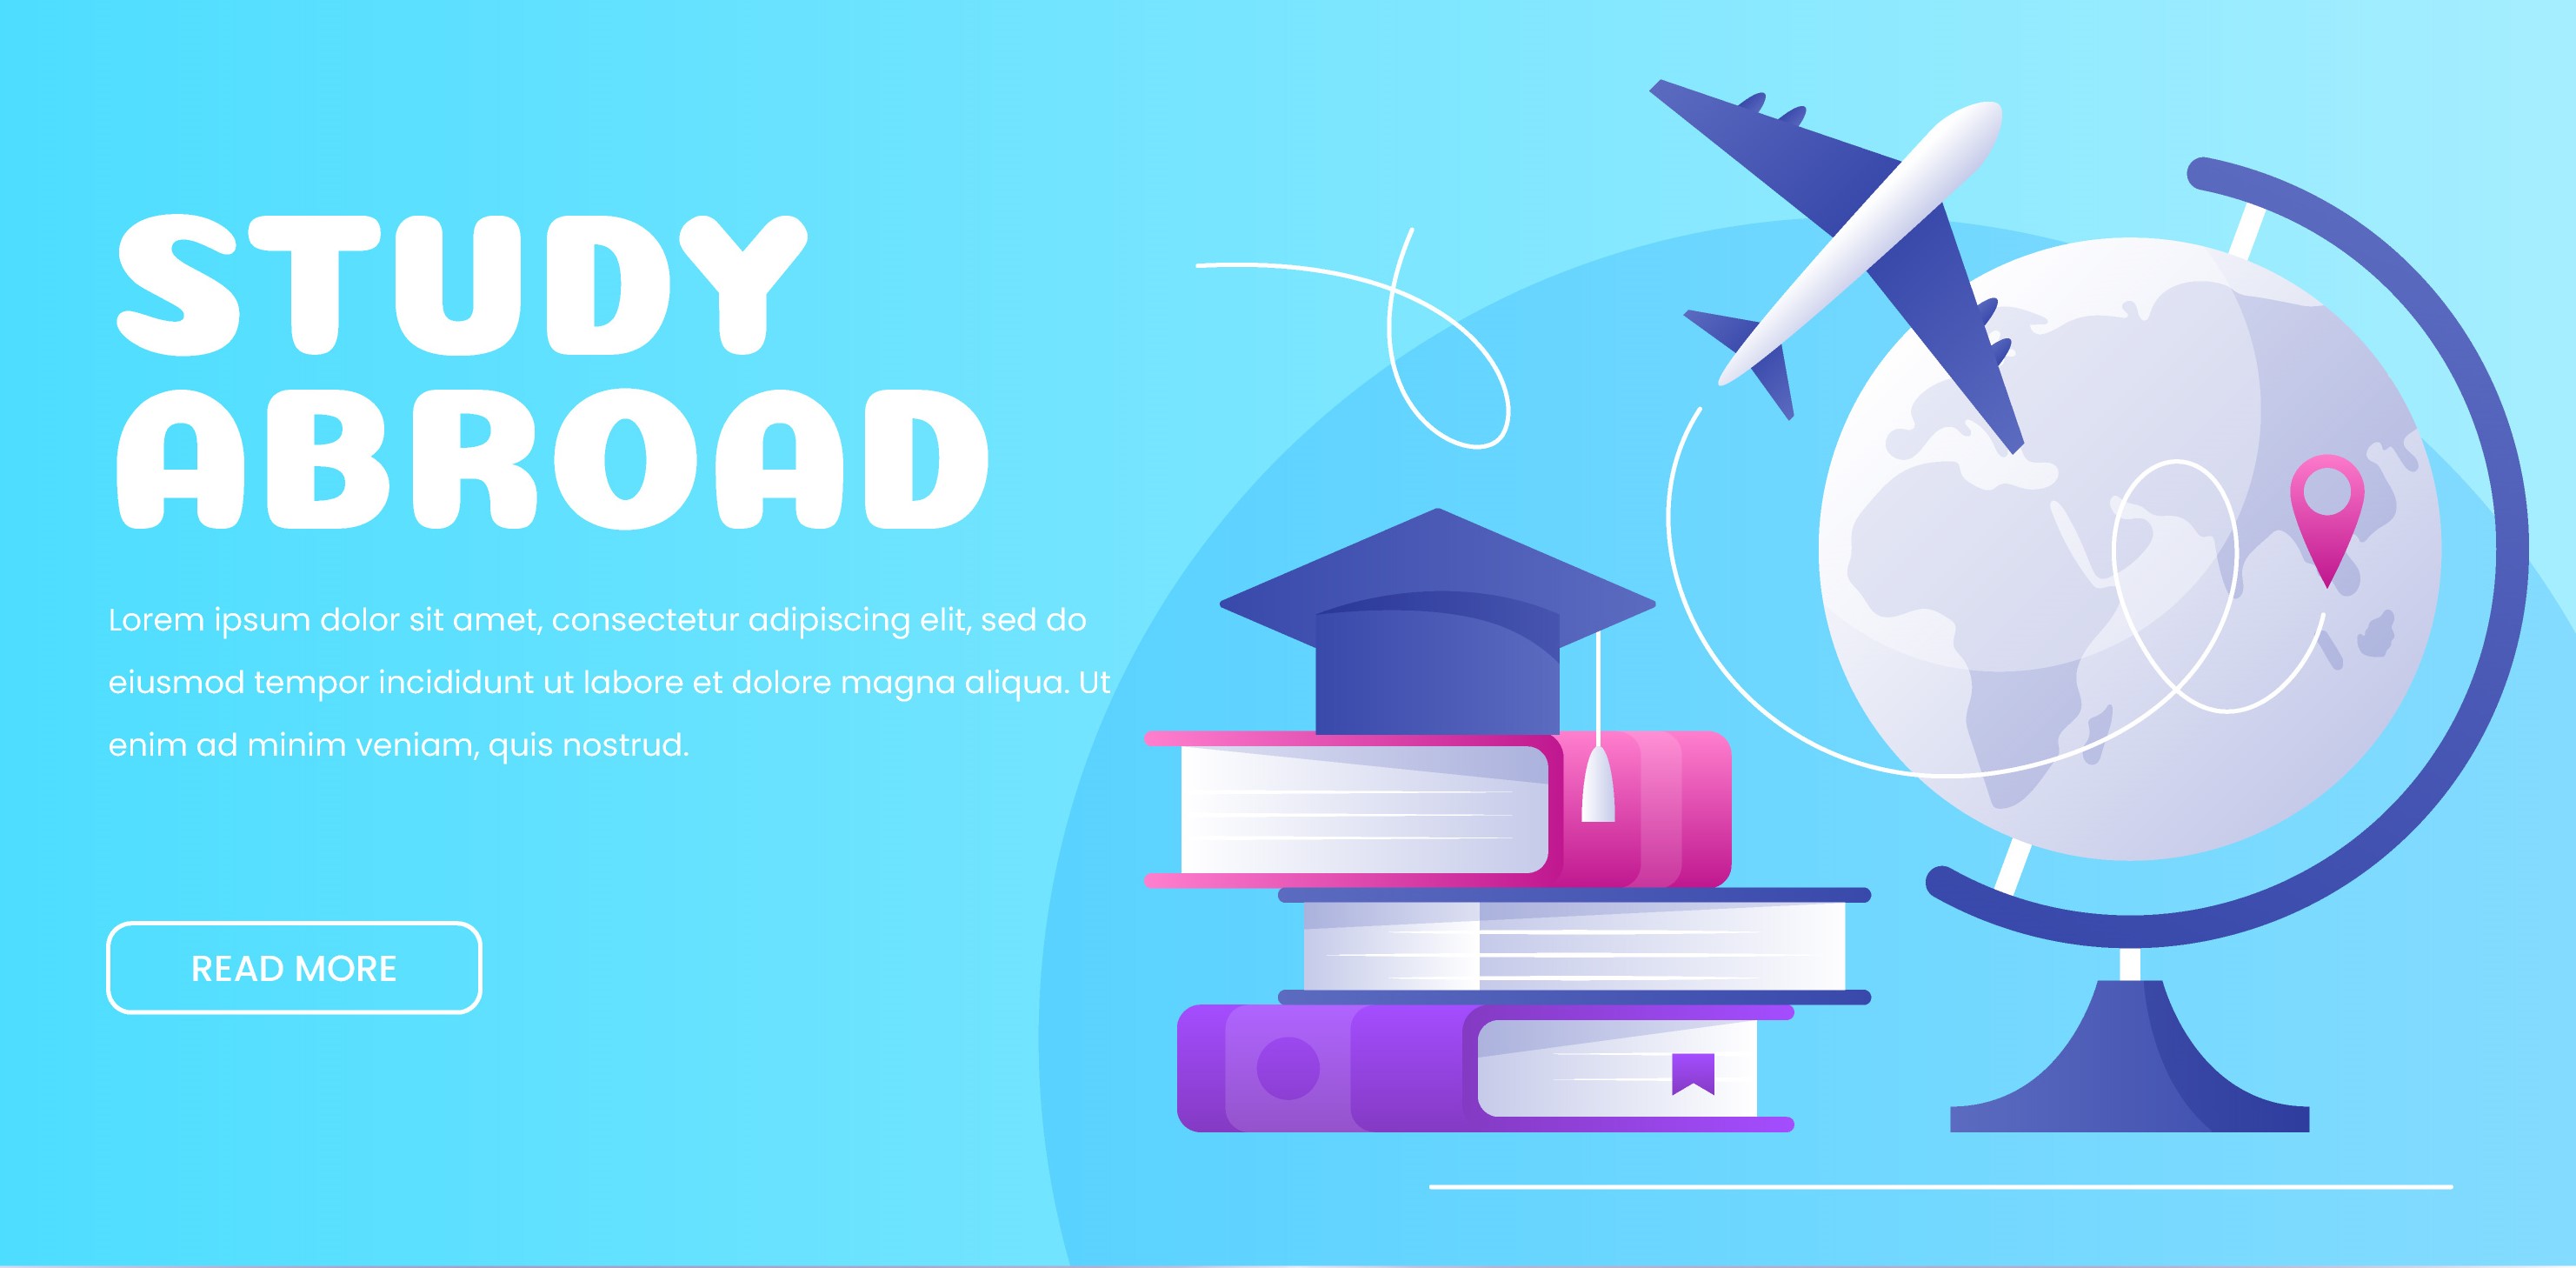 STUDY
ABROAD
Lorem ipsum dolor sit amet, consectetur adipiscing elit, sed do
eiusmod tempor incididunt ut labore et dolore magna aliqua. Ut
enim ad minim veniam, quis nostrud.
READ MORE